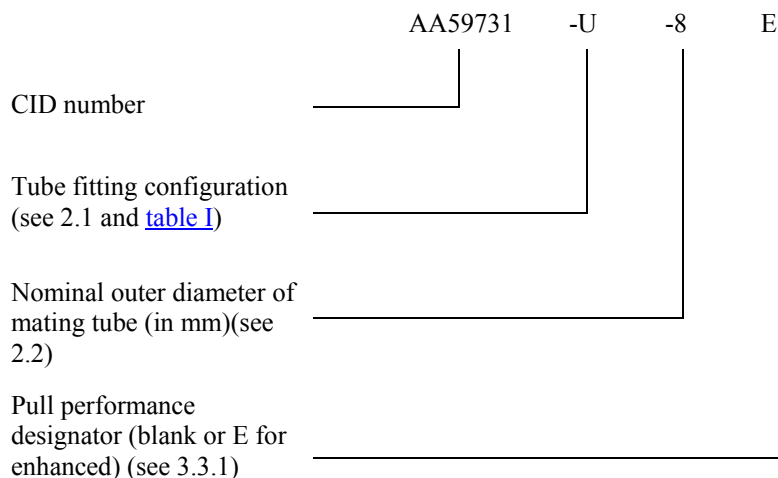 AA59731 -U -8 E
CID number
Tube fitting configuration
(see 2.1 and table I)
Nominal outer diameter of
mating tube (in mm)(see
2.2)
Pull performance
designator (blank or E for
enhanced) (see 3.3.1)